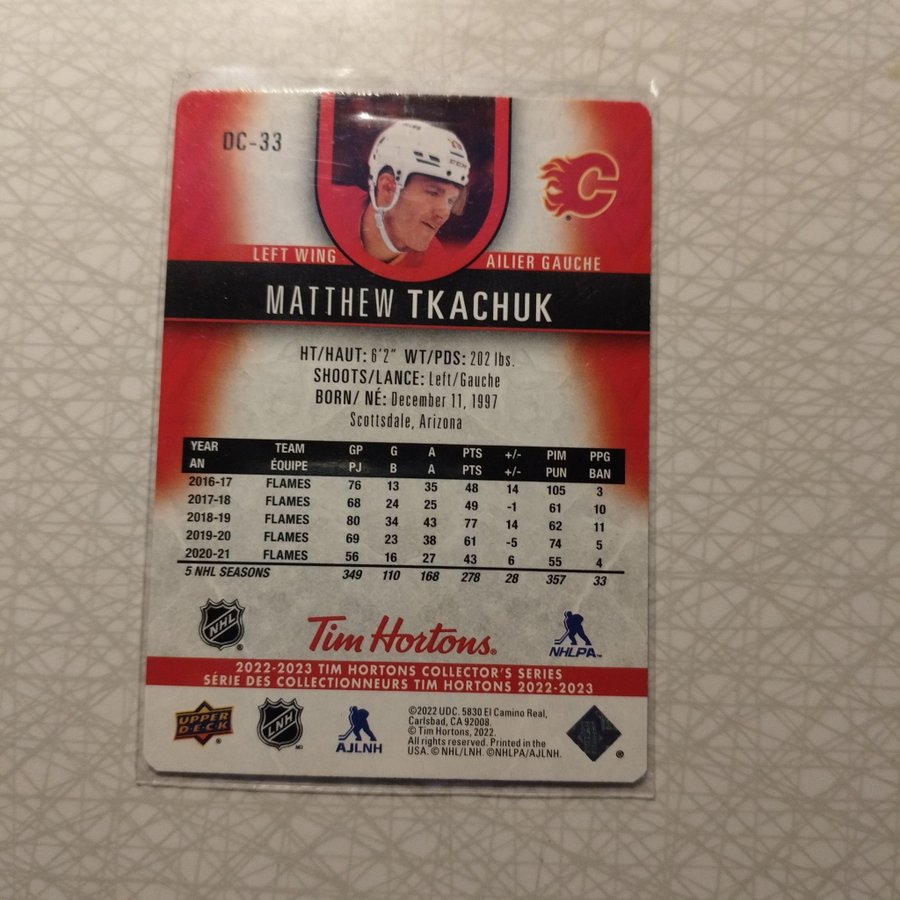 DC-33
LEFT WING
AILIER GAUCHE
MATTHEW TKACHUK
HT/HAUT: 6'2" WT/PDS: 202 lbs.
SHOOTS/LANCE: Left/Gauche
BORN/ NÉ: December 11, 1997
Scottsdale, Arizona
YEAR TEAM GP G A PTS +/- PIM PPG
AN ÉQUIPE PJ B A PTS +/- PUN BAN
2016-17 FLAMES 76 13 35 48 14 105 3
2017-18 FLAMES 68 24 25 49 -1 61 10
2018-19 FLAMES 80 34 43 77 14 62 11
2019-20 FLAMES 69 23 38 61 -5 74 5
2020-21 FLAMES 56 16 27 43 6 55 4
5 NHL SEASONS 349 110 168 278 28 357 33
NHL
Tim Hortons®
NHLPA™
2022-2023 TIM HORTONS COLLECTOR'S SERIES
SÉRIE DES COLLECTIONNEURS TIM HORTONS 2022-2023
UPPER
DECK
LNH
AJLNH
©2022 UDC. 5830 El Camino Real,
Carlsbad, CA 92008.
© Tim Hortons, 2022.
All rights reserved. Printed in the
USA. © NHL/LNH. ©NHLPA/AJLNH.